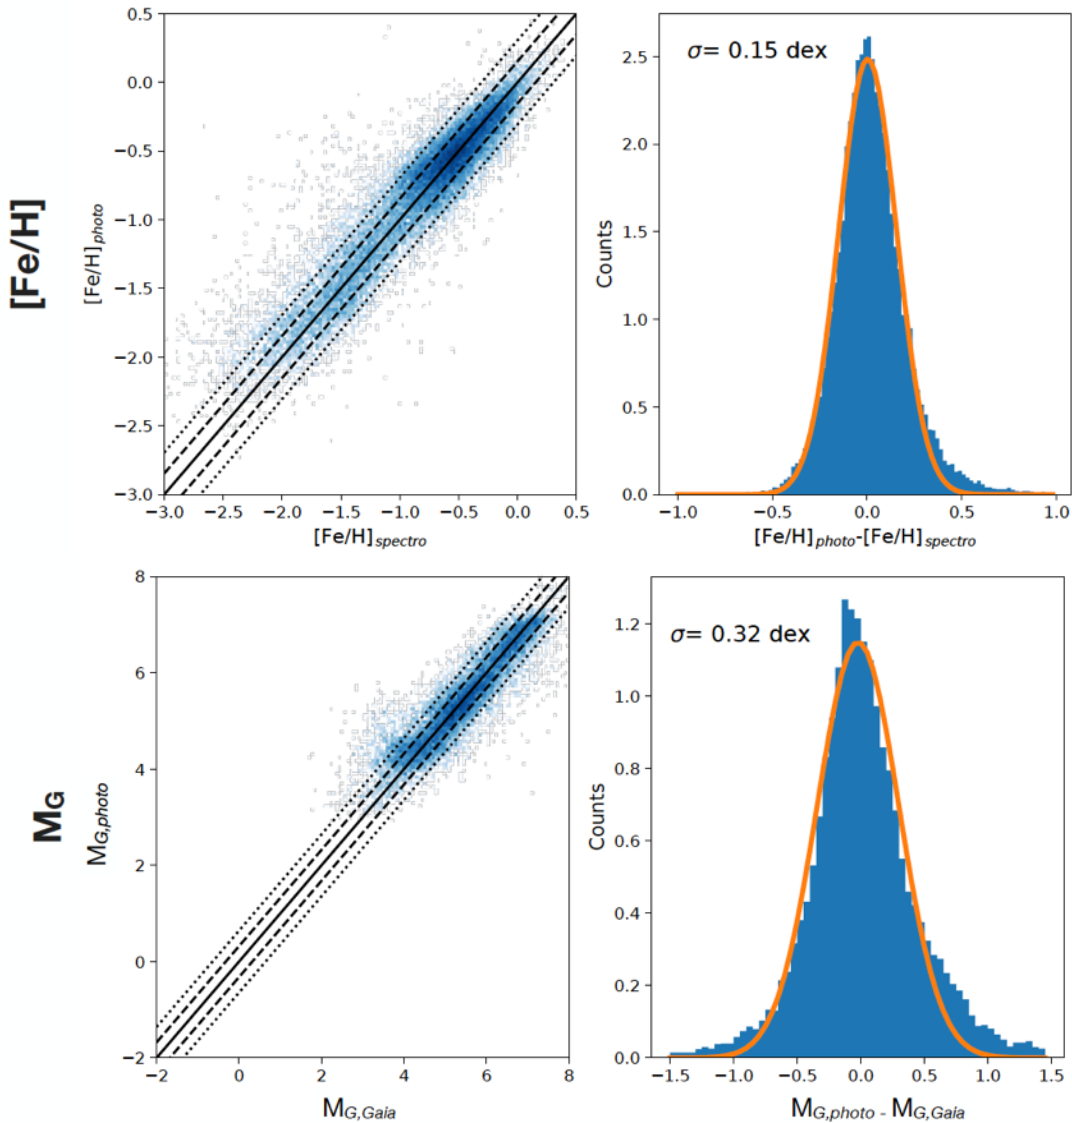 [Fe/H]
[Fe/H]photo
0.5
0.0
−0.5
−1.0
−1.5
−2.0
−2.5
−3.0
−3.0 −2.5 −2.0 −1.5 −1.0 −0.5 0.0 0.5
[Fe/H]spectro
σ= 0.15 dex
Counts
2.5
2.0
1.5
1.0
0.5
0.0
−1.0 −0.5 0.0 0.5 1.0
[Fe/H]photo-[Fe/H]spectro
MG
MG,photo
8
6
4
2
0
−2
−2 0 2 4 6 8
MG,Gaia
σ= 0.32 dex
Counts
1.2
1.0
0.8
0.6
0.4
0.2
0.0
−1.5 −1.0 −0.5 0.0 0.5 1.0 1.5
MG,photo - MG,Gaia